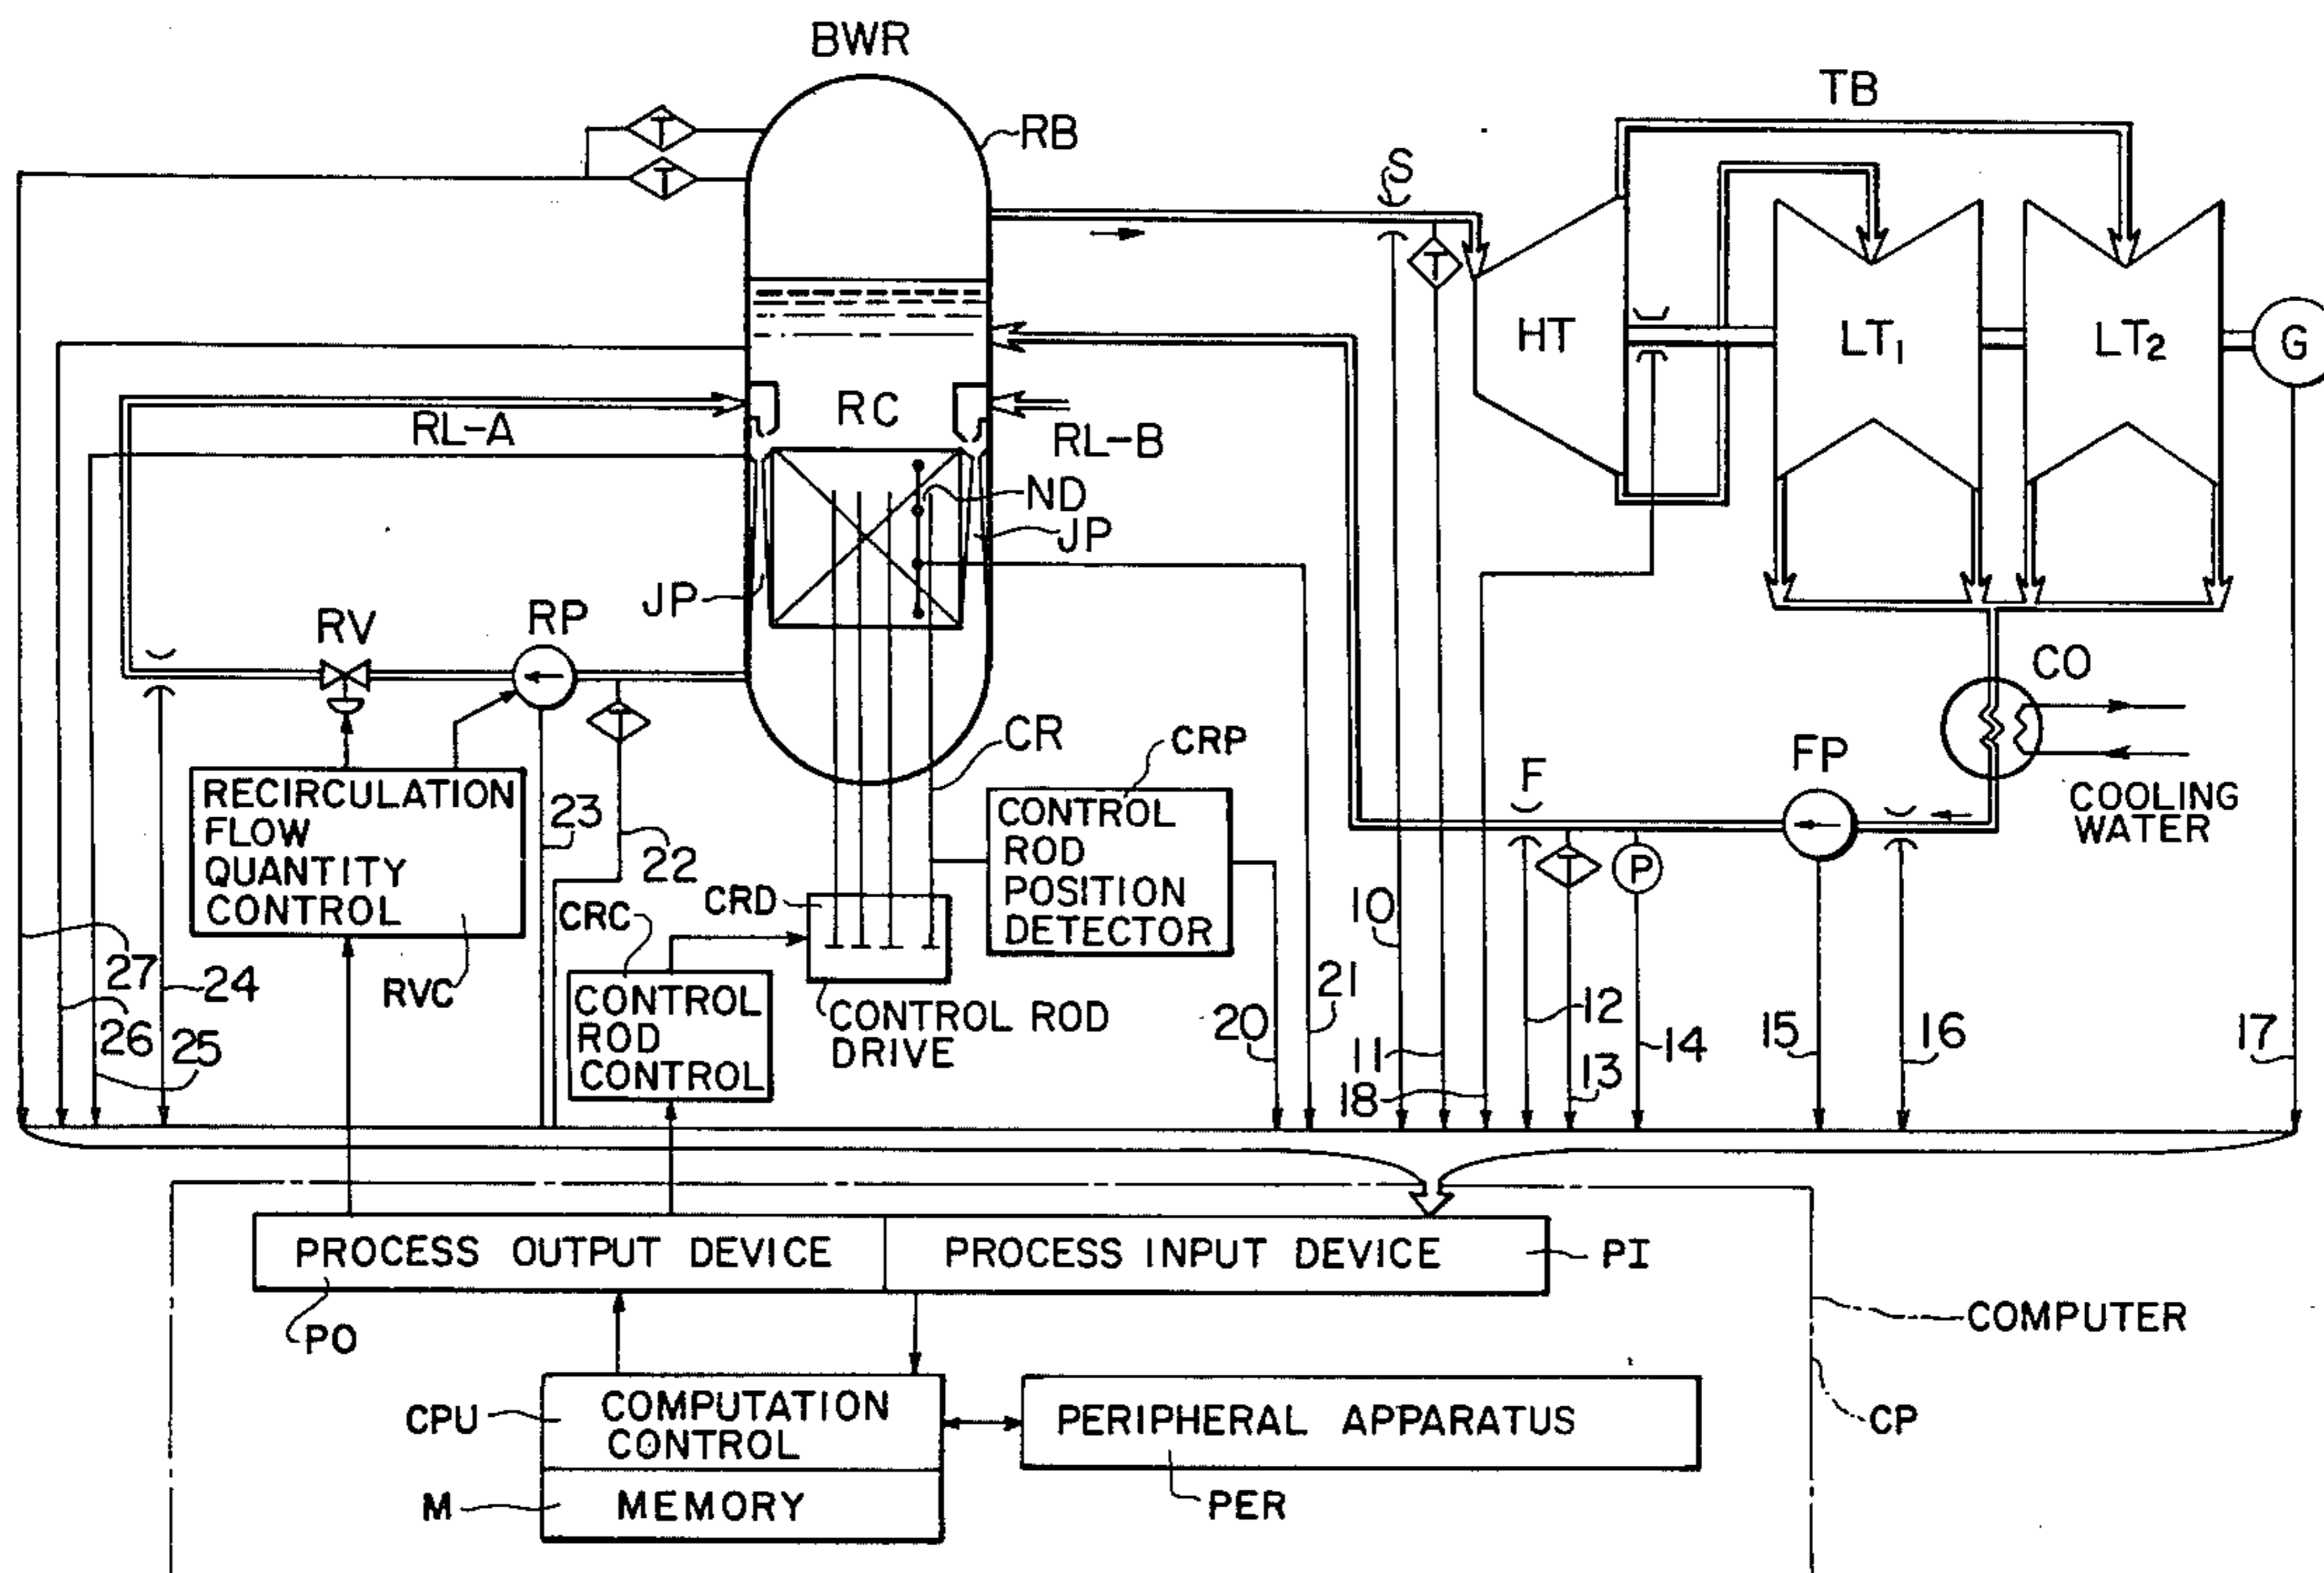 BWR
TB
T
RB
T
S
T
HT
LT1
LT2
G
RC
RL-A
RL-B
ND
JP
JP
RV
RP
CO
T
CR
CRP
F
FP
RECIRCULATION
FLOW
QUANTITY
CONTROL
23
22
CONTROL
ROD
POSITION
DETECTOR
T
P
COOLING
WATER
CRD
CRC
10
27
24
RVC
CONTROL
ROD
CONTROL
CONTROL ROD
DRIVE
26
25
20
21
11
18
12
13
14
15
16
17
PROCESS OUTPUT DEVICE
PROCESS INPUT DEVICE
PI
PO
COMPUTER
CPU
COMPUTATION
CONTROL
PERIPHERAL APPARATUS
CP
M
MEMORY
PER